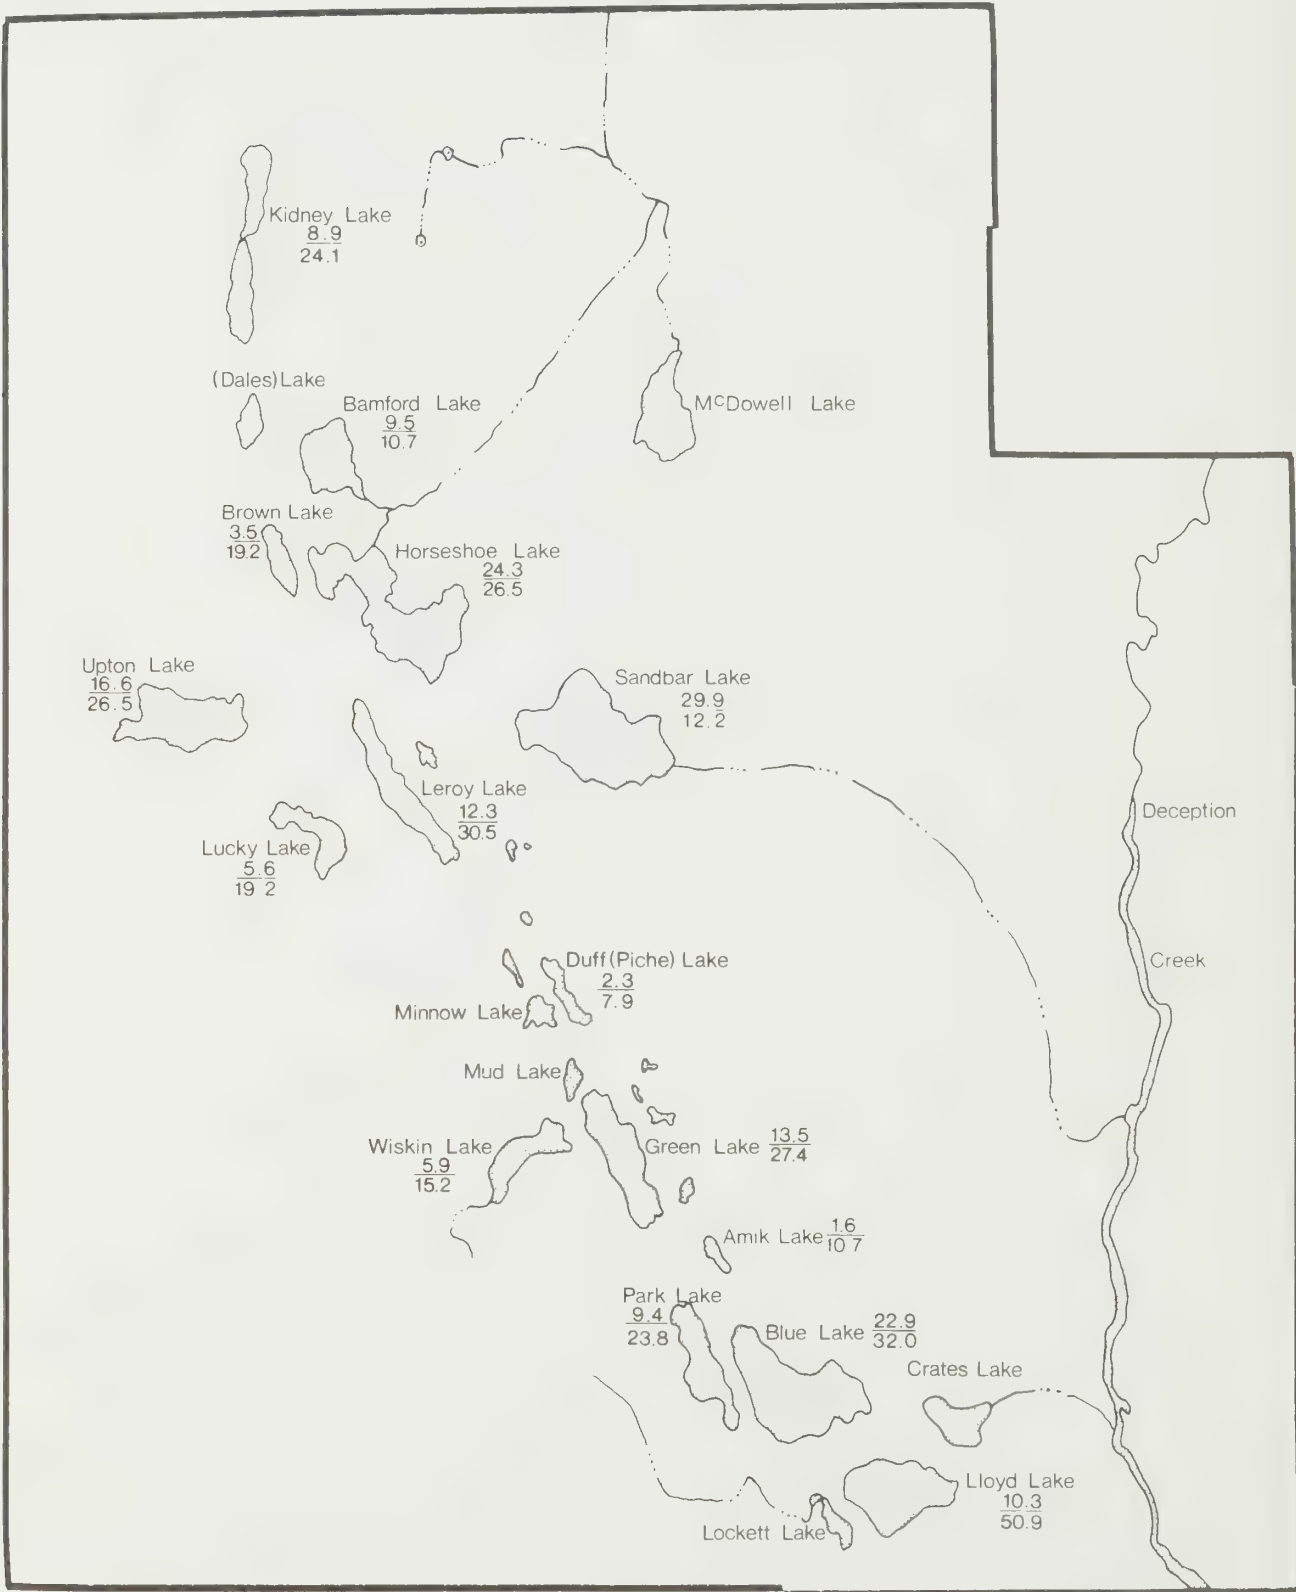 Kidney Lake
8.9
24.1
(Dales) Lake
Bamford Lake
9.5
10.7
McDowell Lake
Brown Lake
3.5
19.2
Horseshoe Lake
24.3
26.5
Upton Lake
16.6
26.5
Sandbar Lake
29.9
12.2
Leroy Lake
12.3
30.5
Deception
Lucky Lake
5.6
19 2
Duff (Piche) Lake
2.3
7.9
Creek
Minnow Lake
Mud Lake
Wiskin Lake
5.9
15.2
Green Lake 13.5
27.4
Amik Lake 1.6
10 7
Park Lake
9.4
23.8
Blue Lake 22.9
32.0
Crates Lake
Lloyd Lake
10.3
50.9
Lockett Lake